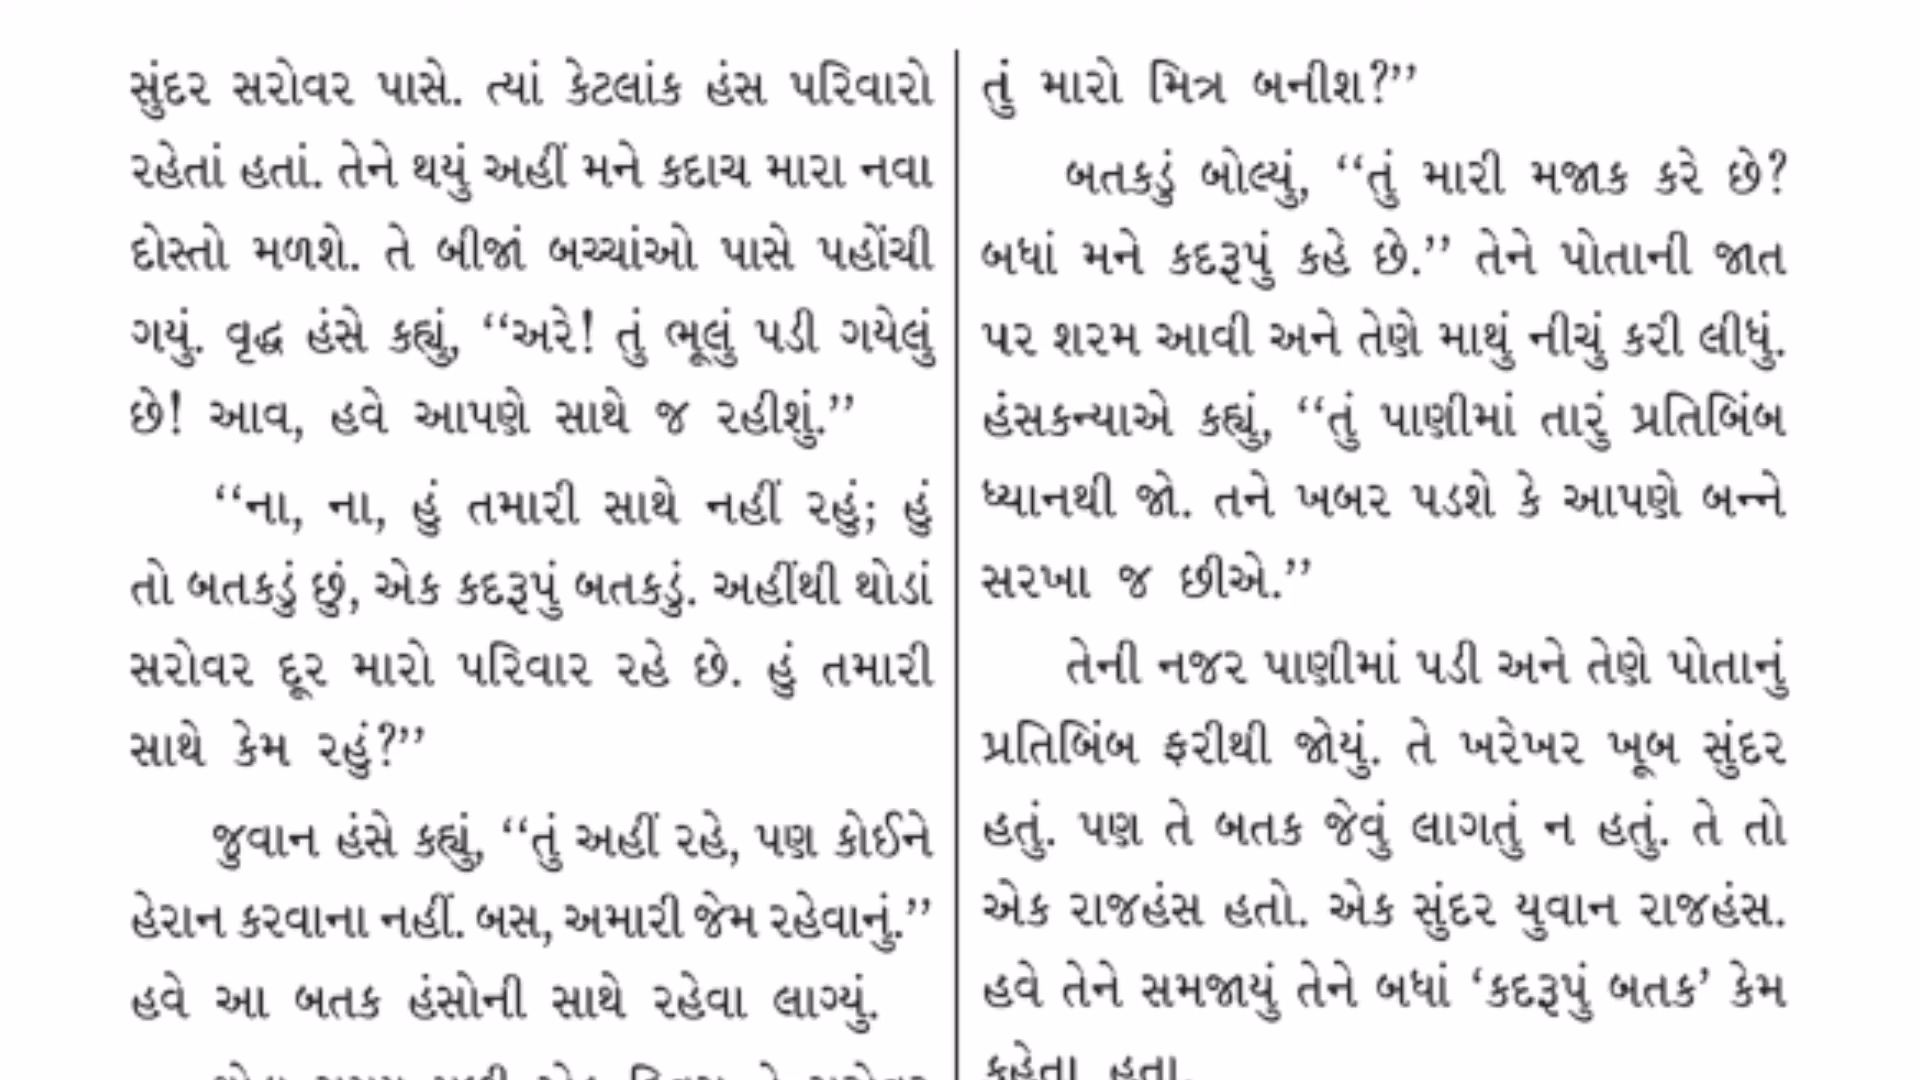 સુંદર સરોવર પાસે. ત્યાં કેટલાંક હંસ પરિવારો
રહેતાં હતાં. તેને થયું અહીં મને કદાચ મારા નવા
દોસ્તો મળશે. તે બીજાં બચ્ચાંઓ પાસે પહોંચી
ગયું. વૃદ્ધ હંસે કહ્યું, ‘‘અરે! તું ભૂલું પડી ગયેલું
છે! આવ, હવે આપણે સાથે જ રહીશું.’’
‘‘ના, ના, હું તમારી સાથે નહીં રહું; હું
તો બતકડું છું, એક કદરૂપું બતકડું. અહીંથી થોડાં
સરોવર દૂર મારો પરિવાર રહે છે. હું તમારી
સાથે કેમ રહું?’’
જુવાન હંસે કહ્યું, ‘‘તું અહીં રહે, પણ કોઈને
હેરાન કરવાના નહીં. બસ, અમારી જેમ રહેવાનું.’’
હવે આ બતક હંસોની સાથે રહેવા લાગ્યું.
તું મારો મિત્ર બનીશ?’’
બતકડું બોલ્યું, ‘‘તું મારી મજાક કરે છે?
બધાં મને કદરૂપું કહે છે.’’ તેને પોતાની જાત
પર શરમ આવી અને તેણે માથું નીચું કરી લીધું.
હંસકન્યાએ કહ્યું, ‘‘તું પાણીમાં તારું પ્રતિબિંબ
ધ્યાનથી જો. તને ખબર પડશે કે આપણે બન્ને
સરખા જ છીએ.’’
તેની નજર પાણીમાં પડી અને તેણે પોતાનું
પ્રતિબિંબ ફરીથી જોયું. તે ખરેખર ખૂબ સુંદર
હતું. પણ તે બતક જેવું લાગતું ન હતું. તે તો
એક રાજહંસ હતો. એક સુંદર યુવાન રાજહંસ.
હવે તેને સમજાયું તેને બધાં ‘કદરૂપું બતક’ કેમ
કહેતા હતા.